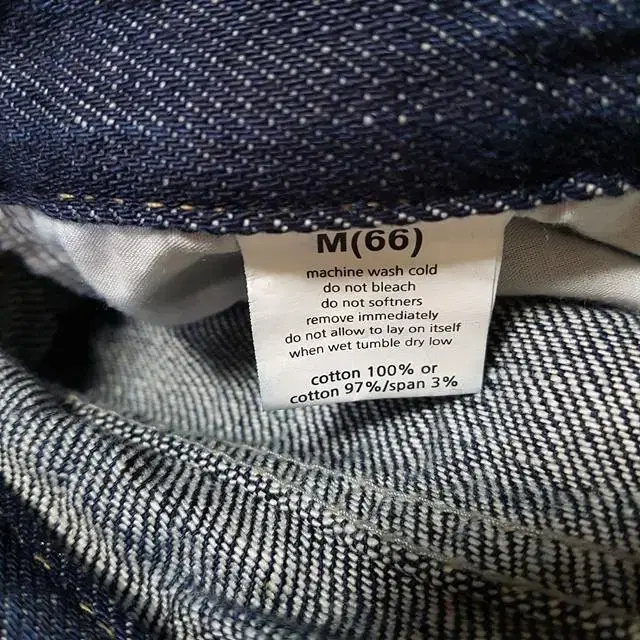 M(66)
machine wash cold
do not bleach
do not softners
remove immediately
do not allow to lay on itself
when wet tumble dry low
cotton 100% or
cotton 97%/span 3%